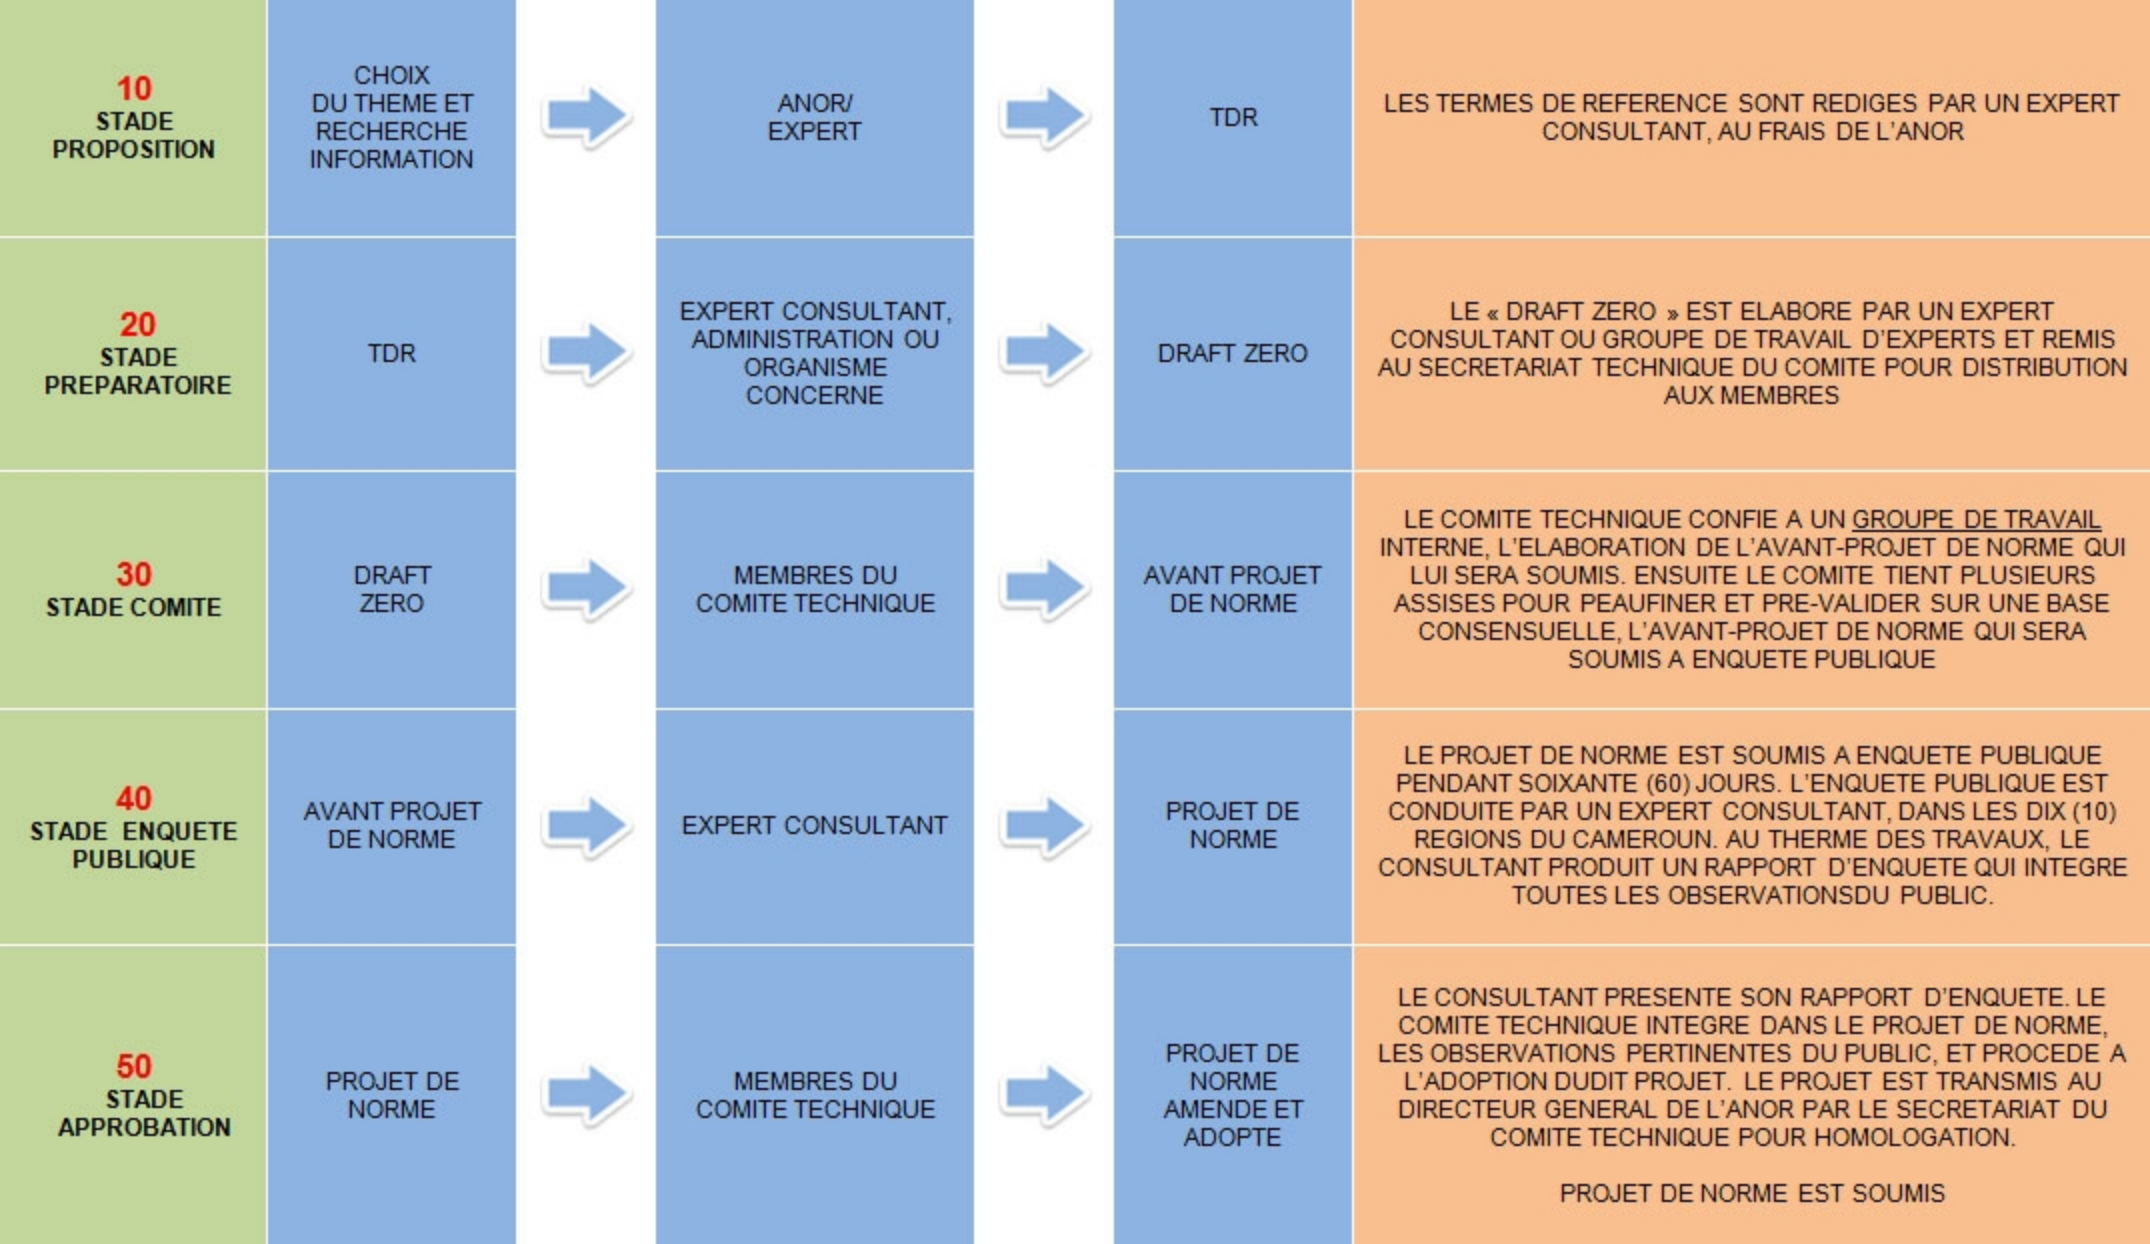 10
STADE
PROPOSITION
CHOIX
DU THEME ET
RECHERCHE
INFORMATION
ANOR/
EXPERT
TDR
LES TERMES DE REFERENCE SONT REDIGES PAR UN EXPERT
CONSULTANT, AU FRAIS DE L'ANOR
20
STADE
PREPARATOIRE
TDR
EXPERT CONSULTANT,
ADMINISTRATION OU
ORGANISME
CONCERNE
DRAFT ZERO
LE « DRAFT ZERO » EST ELABORE PAR UN EXPERT
CONSULTANT OU GROUPE DE TRAVAIL D'EXPERTS ET REMIS
AU SECRETARIAT TECHNIQUE DU COMITE POUR DISTRIBUTION
AUX MEMBRES
30
STADE COMITE
DRAFT
ZERO
MEMBRES DU
COMITE TECHNIQUE
AVANT PROJET
DE NORME
LE COMITE TECHNIQUE CONFIE A UN GROUPE DE TRAVAIL
INTERNE, L'ELABORATION DE L'AVANT-PROJET DE NORME QUI
LUI SERA SOUMIS. ENSUITE LE COMITE TIENT PLUSIEURS
ASSISES POUR PEAUFINER ET PRE-VALIDER SUR UNE BASE
CONSENSUELLE, L'AVANT-PROJET DE NORME QUI SERA
SOUMIS A ENQUETE PUBLIQUE
40
STADE ENQUETE
PUBLIQUE
AVANT PROJET
DE NORME
EXPERT CONSULTANT
PROJET DE
NORME
LE PROJET DE NORME EST SOUMIS A ENQUETE PUBLIQUE
PENDANT SOIXANTE (60) JOURS. L'ENQUETE PUBLIQUE EST
CONDUITE PAR UN EXPERT CONSULTANT, DANS LES DIX (10)
REGIONS DU CAMEROUN. AU THERME DES TRAVAUX, LE
CONSULTANT PRODUIT UN RAPPORT D'ENQUETE QUI INTEGRE
TOUTES LES OBSERVATIONSDU PUBLIC.
50
STADE
APPROBATION
PROJET DE
NORME
MEMBRES DU
COMITE TECHNIQUE
PROJET DE
NORME
AMENDE ET
ADOPTE
LE CONSULTANT PRESENTE SON RAPPORT D'ENQUETE. LE
COMITE TECHNIQUE INTEGRE DANS LE PROJET DE NORME,
LES OBSERVATIONS PERTINENTES DU PUBLIC, ET PROCEDE A
L'ADOPTION DUDIT PROJET. LE PROJET EST TRANSMIS AU
DIRECTEUR GENERAL DE L'ANOR PAR LE SECRETARIAT DU
COMITE TECHNIQUE POUR HOMOLOGATION.
PROJET DE NORME EST SOUMIS